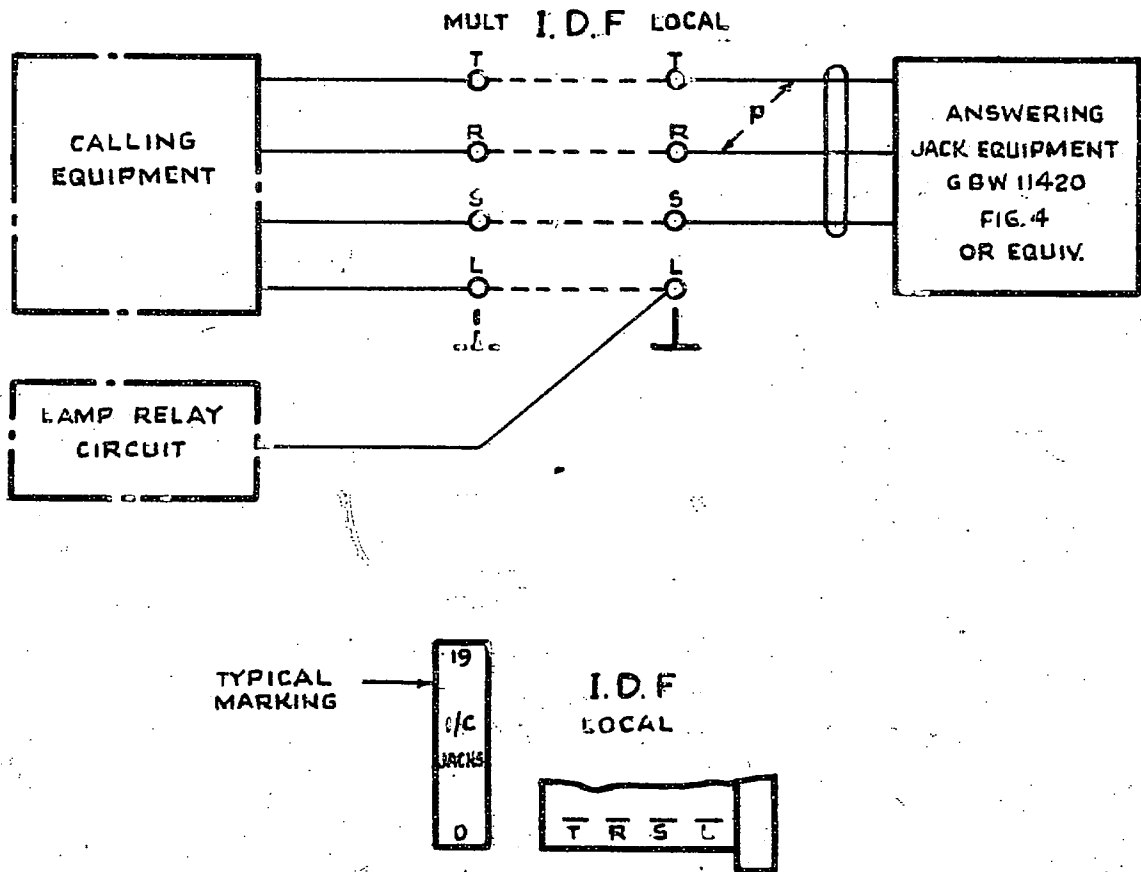 MULT I.D.F LOCAL
T T
CALLING
EQUIPMENT
P
ANSWERING
JACK EQUIPMENT
GBW 11420
FIG. 4
OR EQUIV.
R R
S S
L L
LAMP RELAY
CIRCUIT
TYPICAL
MARKING
19
JACKS
0
I.D.F
LOCAL
T R S L